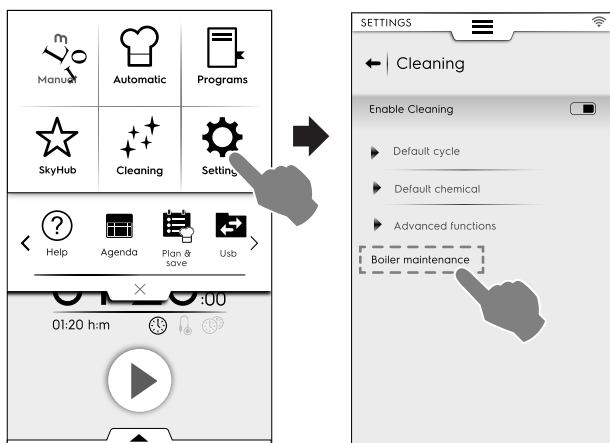 Manual
Automatic
Programs
SkyHub
Cleaning
Setting
Help
Agenda
Plan &
save
Usb
:00
01:20 h:m
SETTINGS
Cleaning
Enable Cleaning
Default cycle
Default chemical
Advanced functions
Boiler maintenance